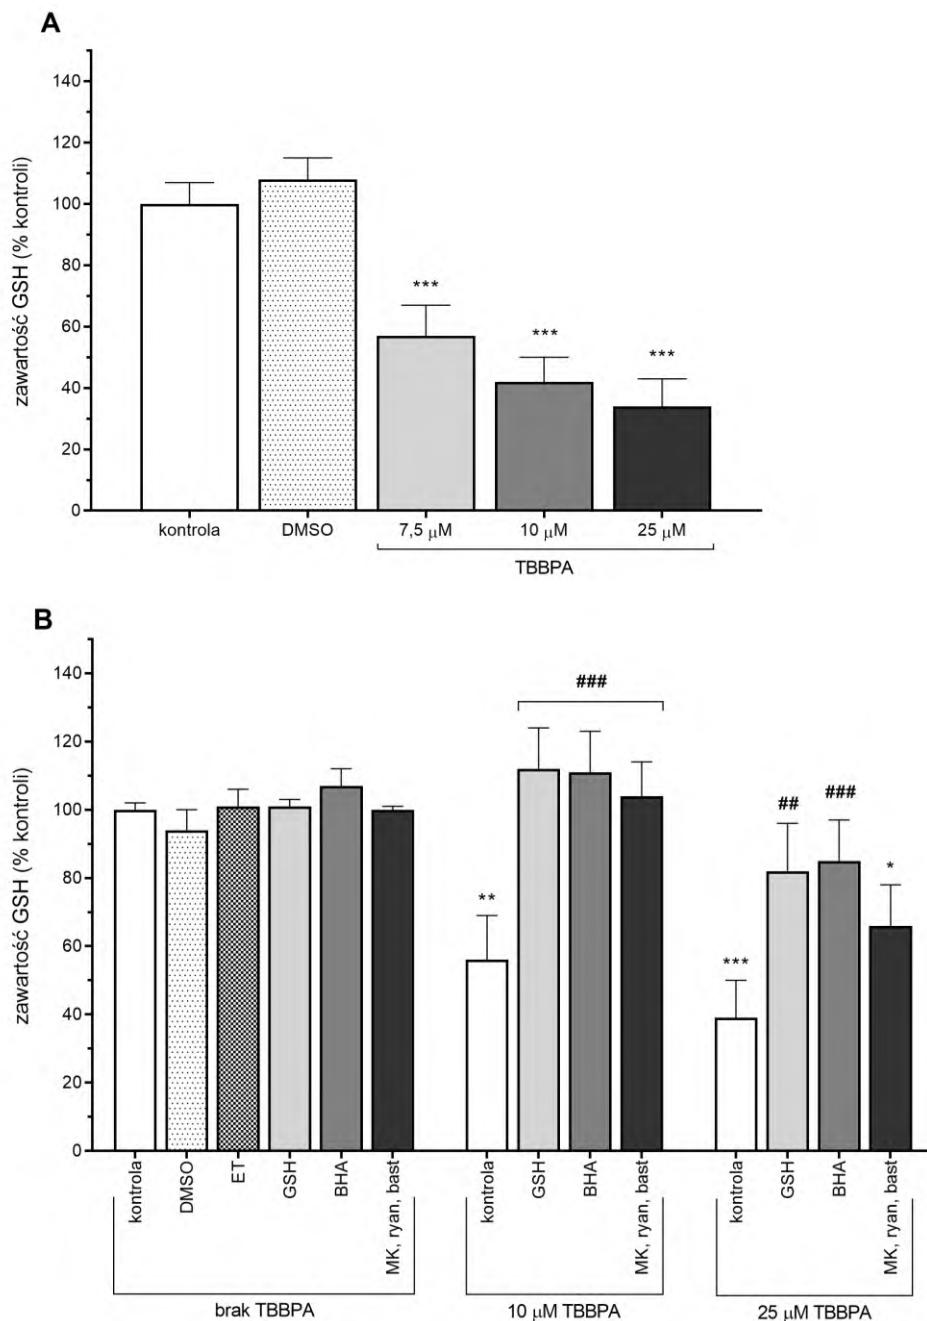 A
zawartość GSH (% kontroli)
140
120
100
80
60
40
20
0
***
***
***
kontrola
DMSO
7,5 μM
10 μM
25 μM
TBBPA
B
zawartość GSH (% kontroli)
140
120
100
80
60
40
20
0
**
###
***
##
###
*
kontrola
DMSO
ET
GSH
BHA
MK, ryan, bast
kontrola
GSH
BHA
MK, ryan, bast
kontrola
GSH
BHA
MK, ryan, bast
brak TBBPA
10 μM TBBPA
25 μM TBBPA